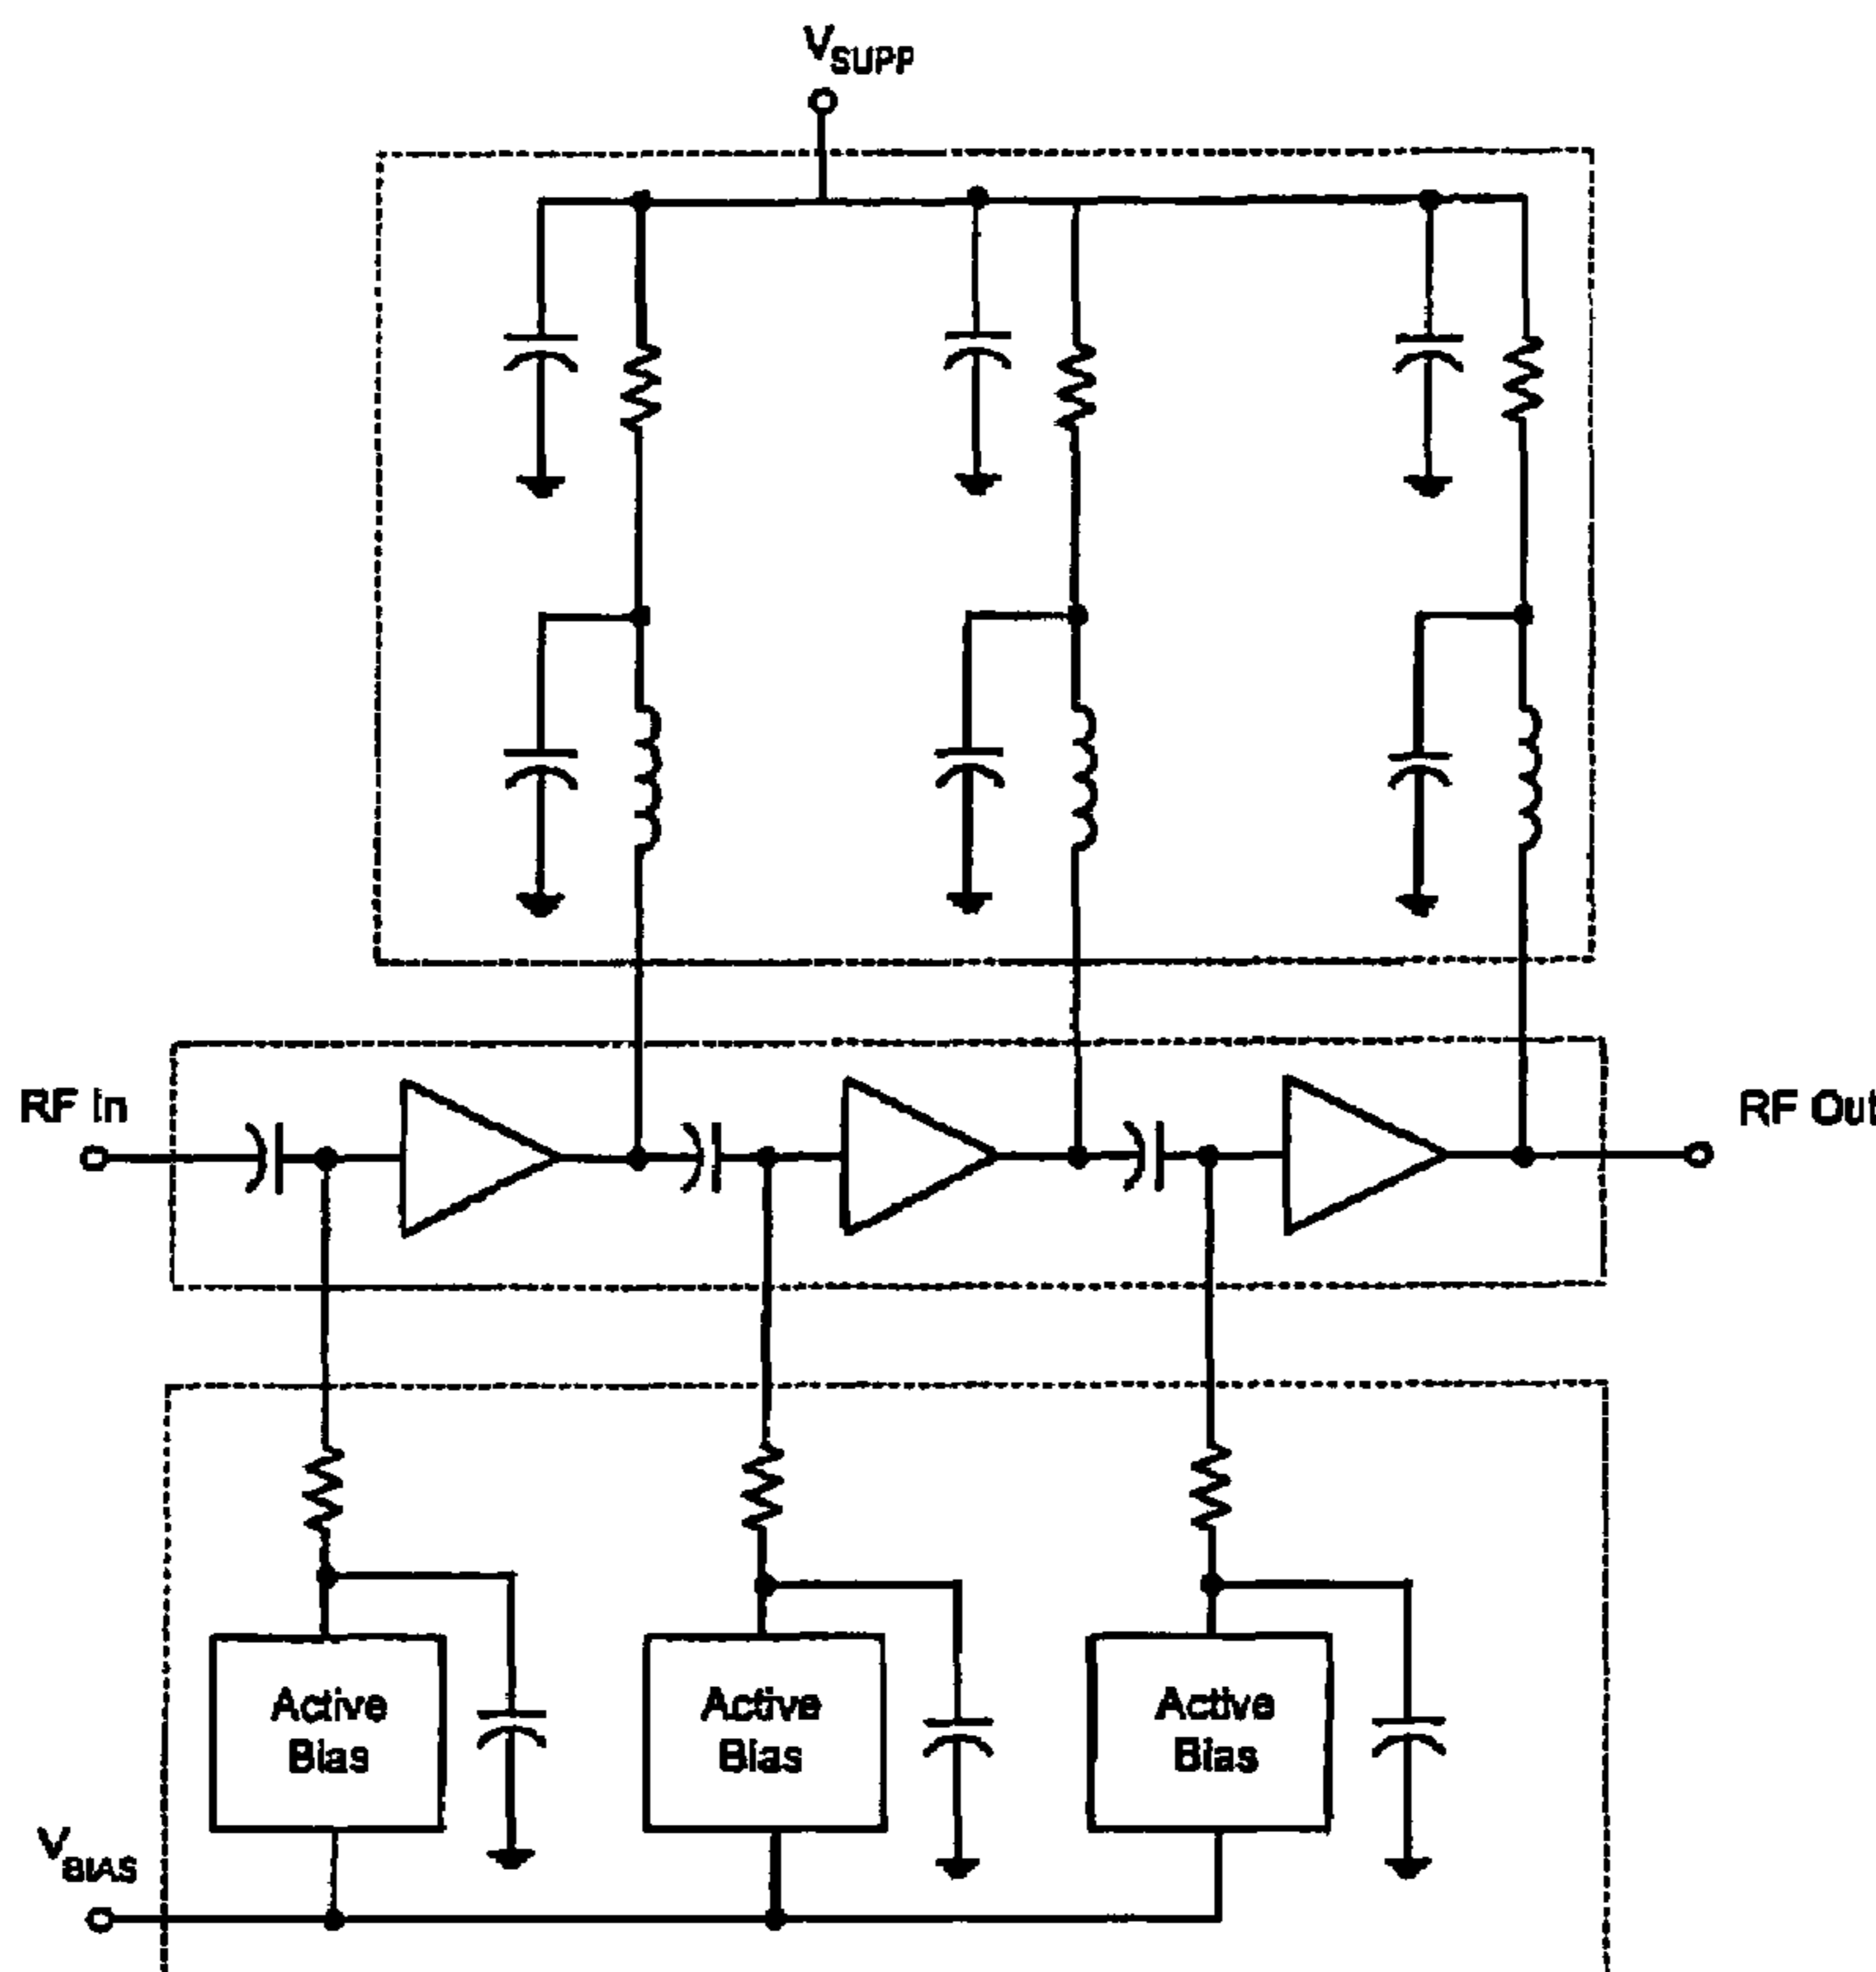 VSUPP
RF In
RF Out
Active
Bias
Active
Bias
Active
Bias
VBIAS